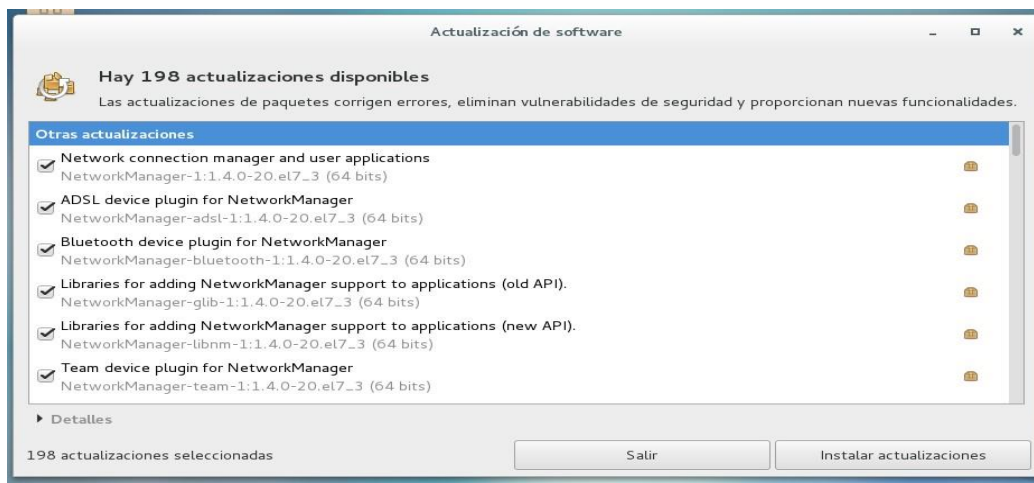 Actualización de software
Hay 198 actualizaciones disponibles
Las actualizaciones de paquetes corrigen errores, eliminan vulnerabilidades de seguridad y proporcionan nuevas funcionalidades.
Otras actualizaciones
Network connection manager and user applications
NetworkManager-1:1.4.0-20.el7_3 (64 bits)
ADSL device plugin for NetworkManager
NetworkManager-adsl-1:1.4.0-20.el7_3 (64 bits)
Bluetooth device plugin for NetworkManager
NetworkManager-bluetooth-1:1.4.0-20.el7_3 (64 bits)
Libraries for adding NetworkManager support to applications (old API).
NetworkManager-glib-1:1.4.0-20.el7_3 (64 bits)
Libraries for adding NetworkManager support to applications (new API).
NetworkManager-libnm-1:1.4.0-20.el7_3 (64 bits)
Team device plugin for NetworkManager
NetworkManager-team-1:1.4.0-20.el7_3 (64 bits)
Detalles
198 actualizaciones seleccionadas
Salir
Instalar actualizaciones